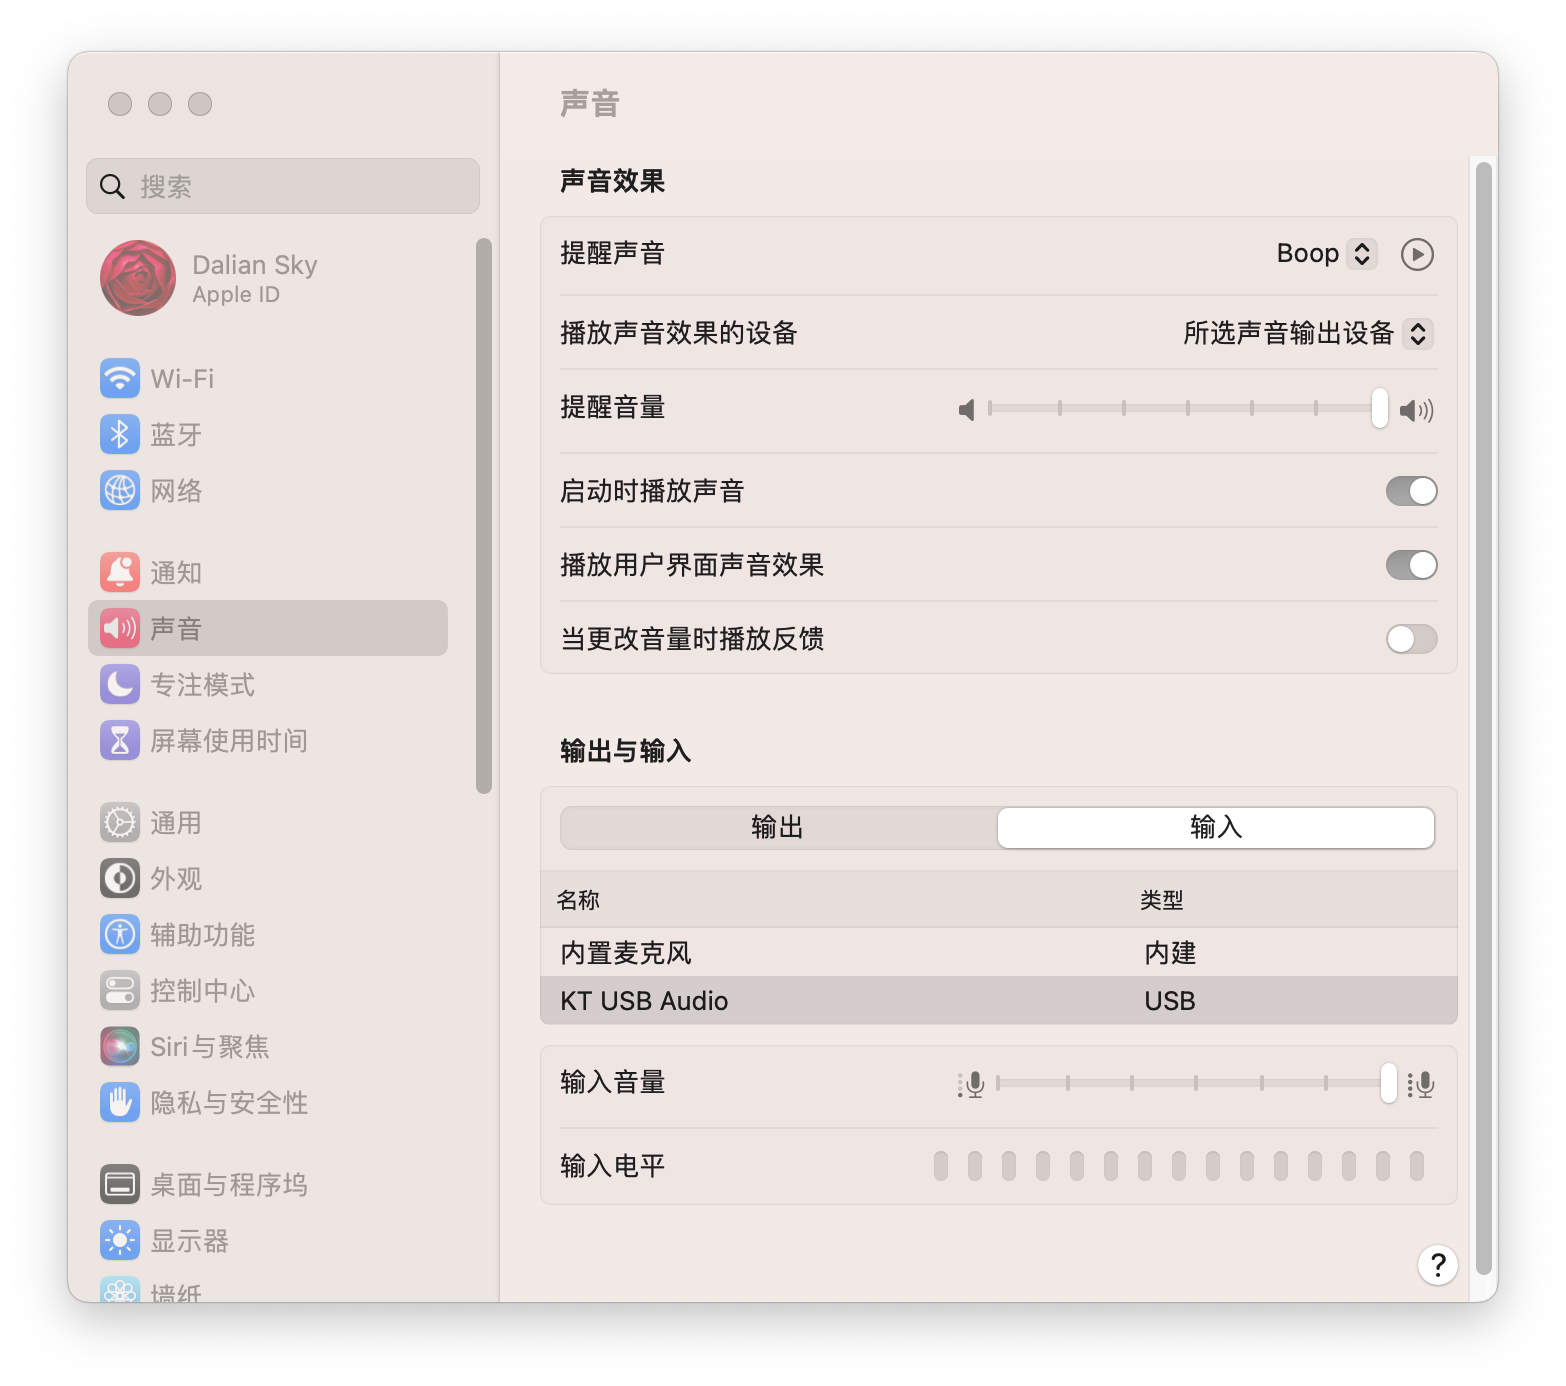 搜索
Dalian Sky
Apple ID
Wi-Fi
蓝牙
网络
通知
声音
专注模式
屏幕使用时间
通用
外观
辅助功能
控制中心
Siri与聚焦
隐私与安全性
桌面与程序坞
显示器
墙纸
声音
声音效果
提醒声音 Boop
播放声音效果的设备 所选声音输出设备
提醒音量
启动时播放声音
播放用户界面声音效果
当更改音量时播放反馈
输出与输入
输出 输入
名称 类型
内置麦克风 内建
KT USB Audio USB
输入音量
输入电平
?